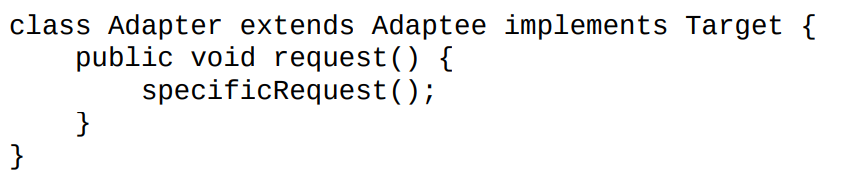 class Adapter extends Adaptee implements Target {
    public void request() {
        specificRequest();
    }
}